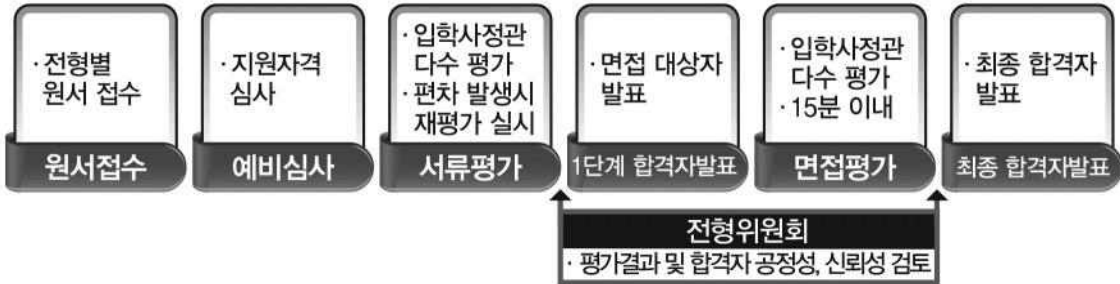 · 전형별
원서 접수
원서접수
· 지원자격
심사
예비심사
· 입학사정관
다수 평가
· 편차 발생시
재평가 실시
서류평가
· 면접 대상자
발표
1단계 합격자발표
· 입학사정관
다수 평가
· 15분 이내
면접평가
· 최종 합격자
발표
최종 합격자발표
전형위원회
· 평가결과 및 합격자 공정성, 신뢰성 검토